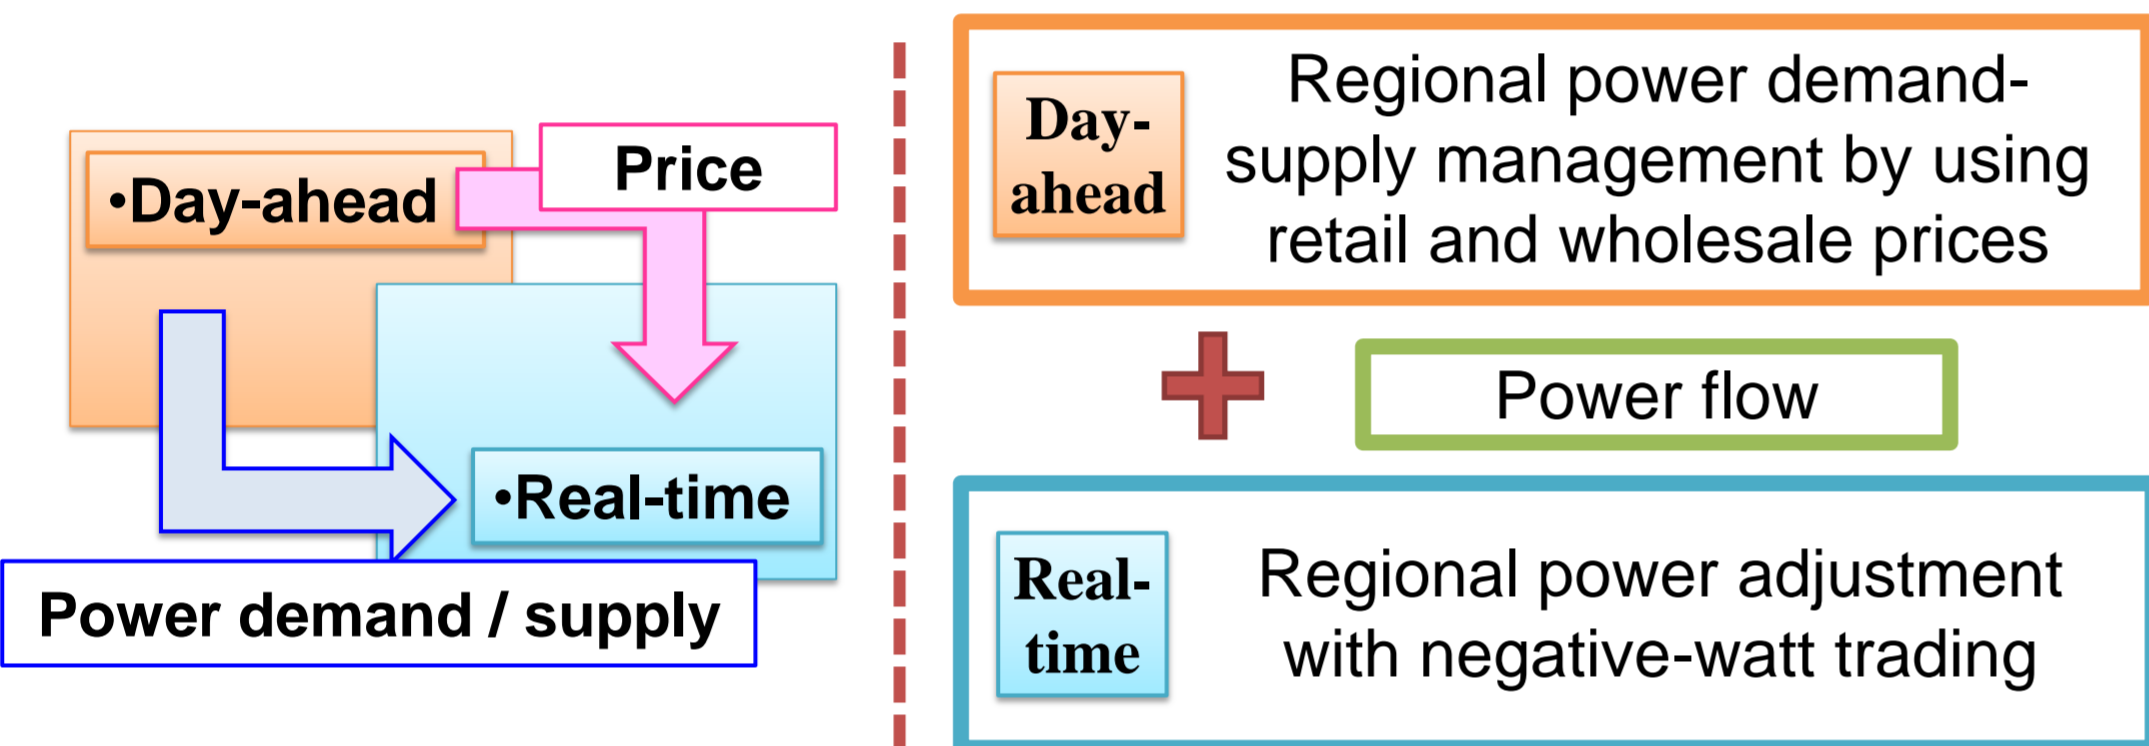 •Day-ahead
Price
•Real-time
Power demand / supply
Day-
ahead
Regional power demand-
supply management by using
retail and wholesale prices
Power flow
Real-
time
Regional power adjustment
with negative-watt trading